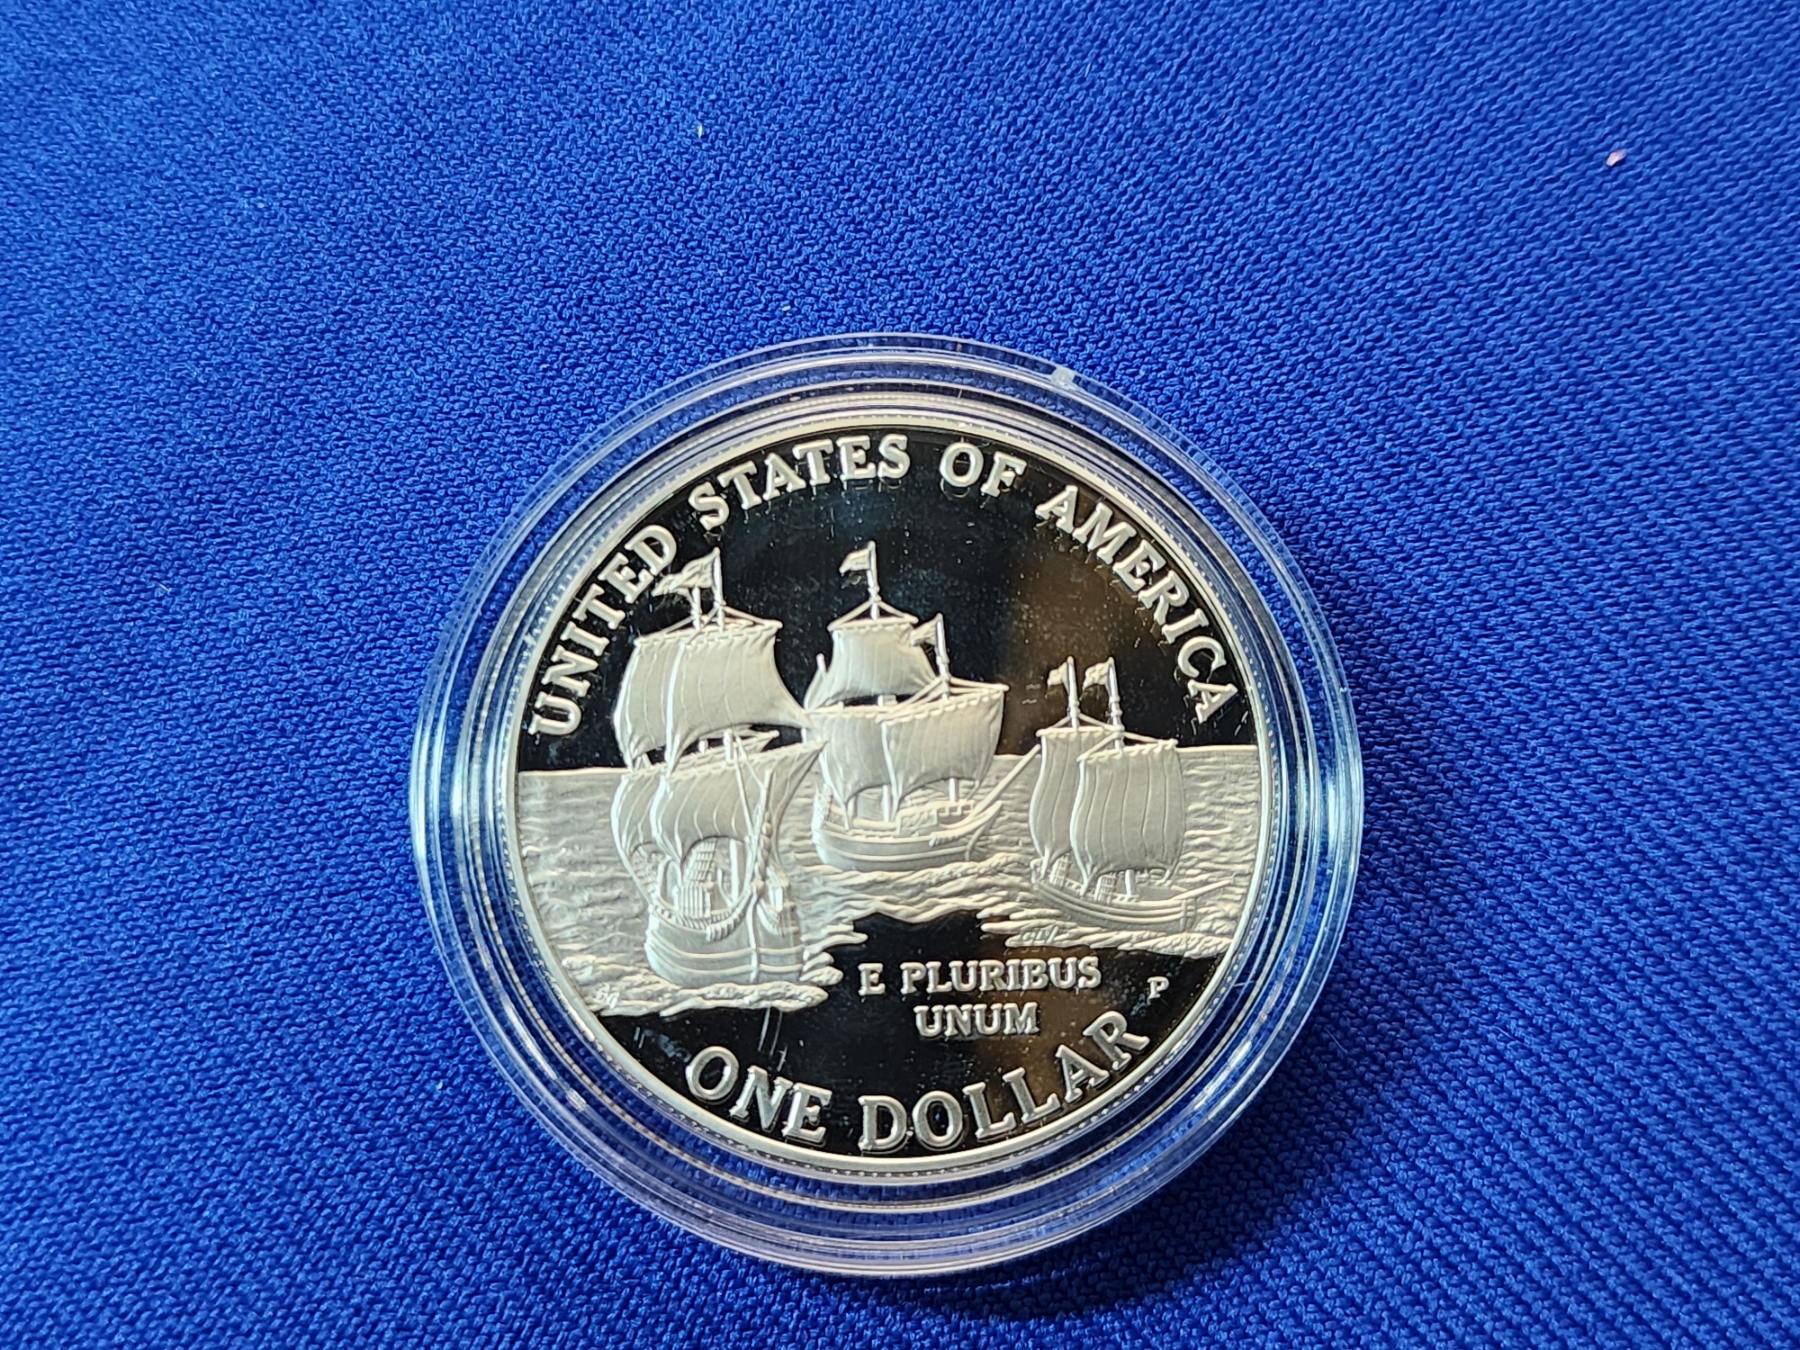 UNITED STATES OF AMERICA
E PLURIBUS
UNUM
P
ONE DOLLAR